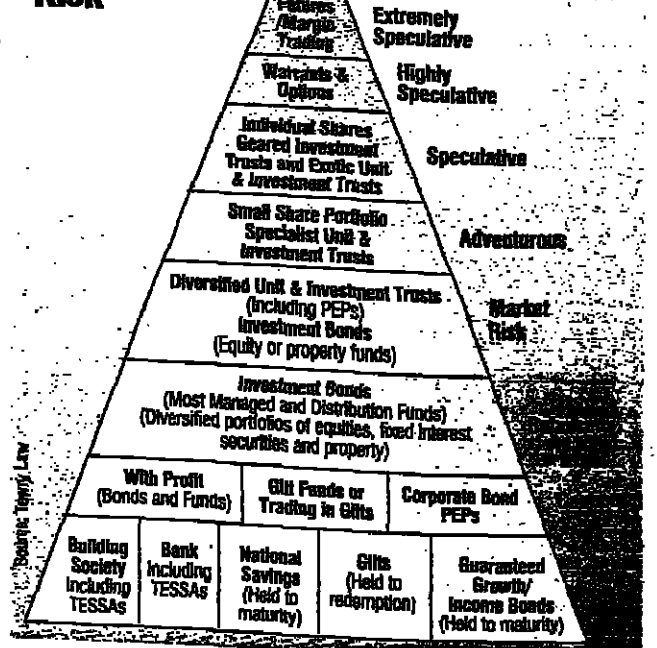 RISK
Futures
/Margin
Trading
Extremely
Speculative
Warrants &
Options
Highly
Speculative
Individual Shares
Geared Investment
Trusts and Exotic Unit
& Investment Trusts
Speculative
Small Share Portfolio
Specialist Unit &
Investment Trusts
Adventurous
Diversified Unit & Investment Trusts
(Including PEPs)
Investment Bonds
(Equity or property funds)
Market
Risk
Investment Bonds
(Most Managed and Distribution Funds)
(Diversified portfolios of equities, fixed interest
securities and property)
With Profit
(Bonds and Funds)
Gilt Funds or
Trading in Gilts
Corporate Bond
PEPs
Building
Society
including
TESSAs
Bank
including
TESSAs
National
Savings
(Held to
maturity)
Gilts
(Held to
redemption)
Guaranteed
Growth/
Income Bonds
(Held to maturity)
Source: Towry Law